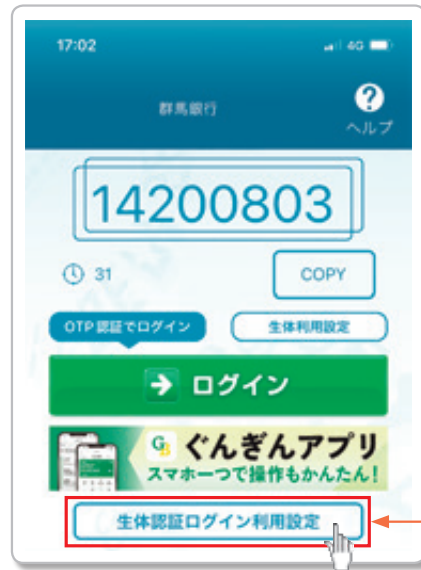 17:02
4G
群馬銀行
?
ヘルプ
14200803
31
COPY
OTP認証でログイン
生体利用設定
ログイン
G
ぐんぎんアプリ
スマホ一つで操作もかんたん!
生体認証ログイン利用設定